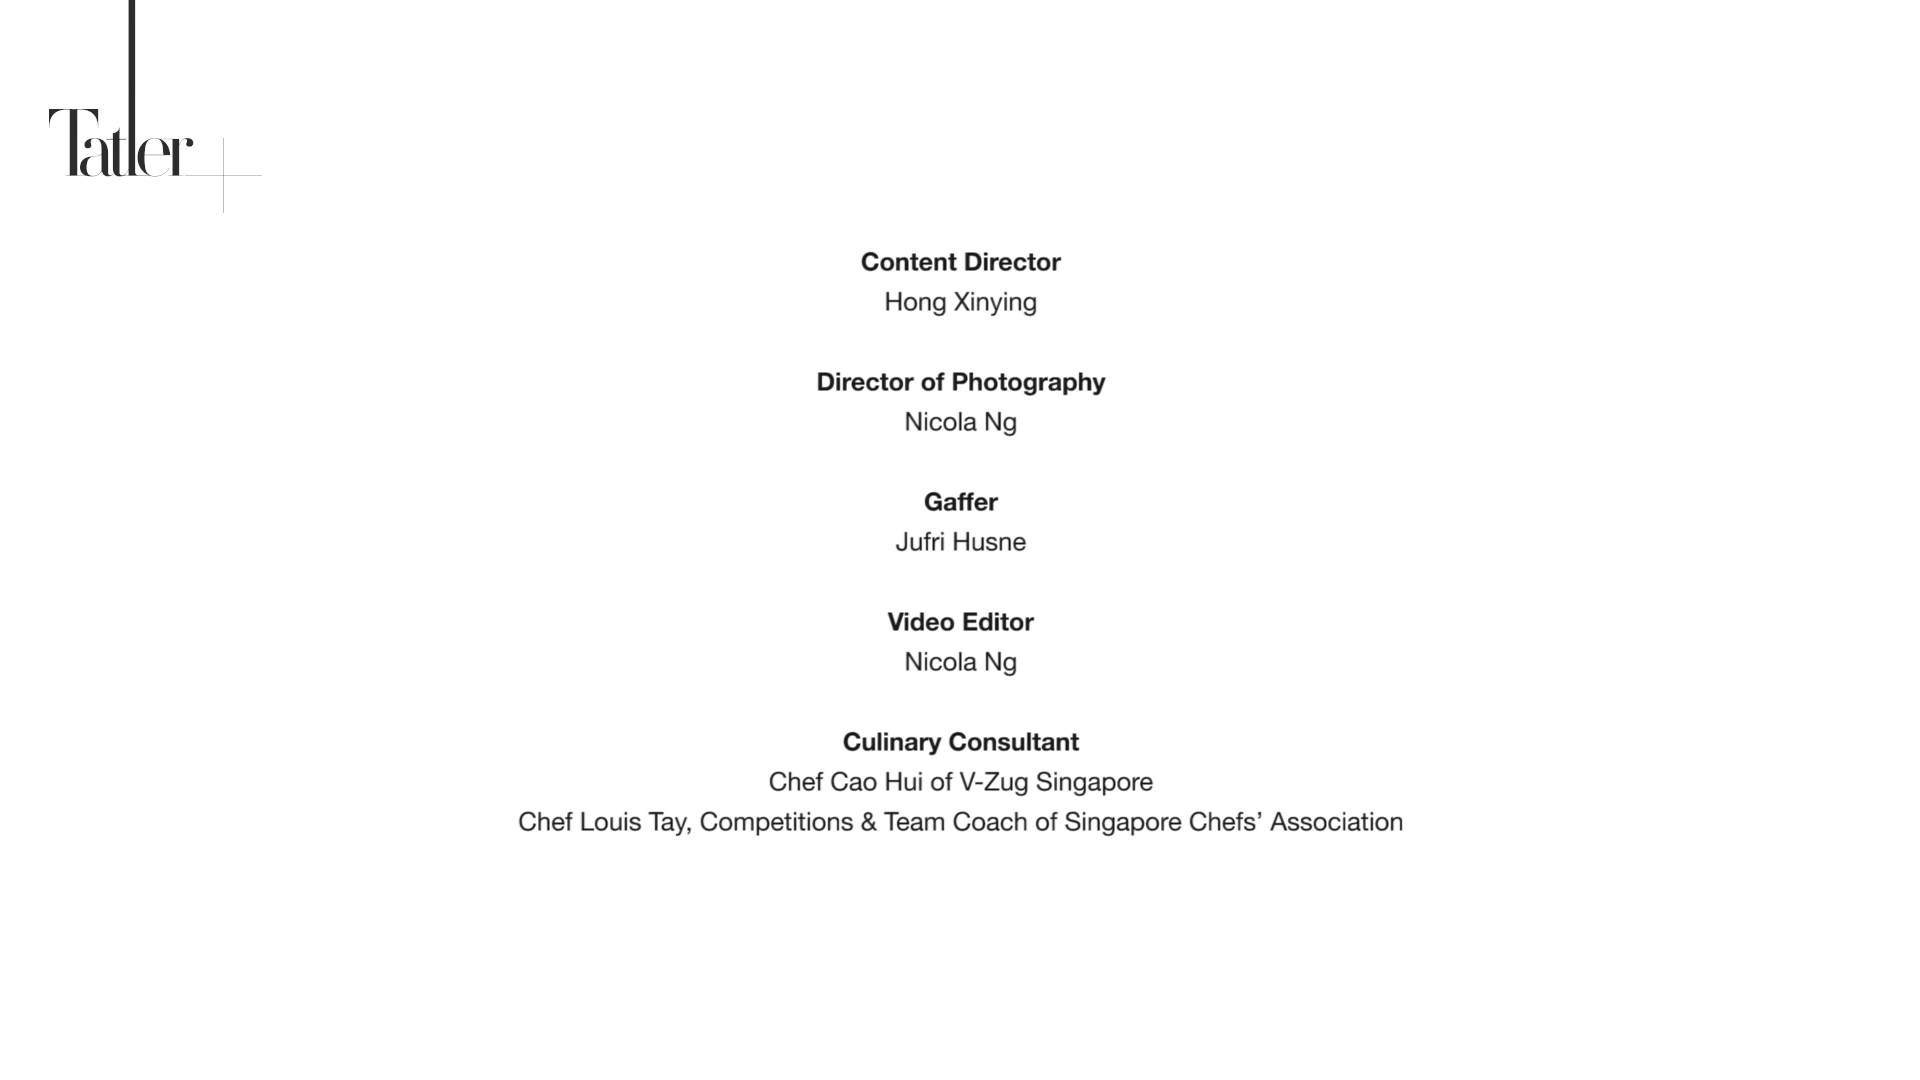 Tatler
Content Director
Hong Xinying
Director of Photography
Nicola Ng
Gaffer
Jufri Husne
Video Editor
Nicola Ng
Culinary Consultant
Chef Cao Hui of V-Zug Singapore
Chef Louis Tay, Competitions & Team Coach of Singapore Chefs’ Association